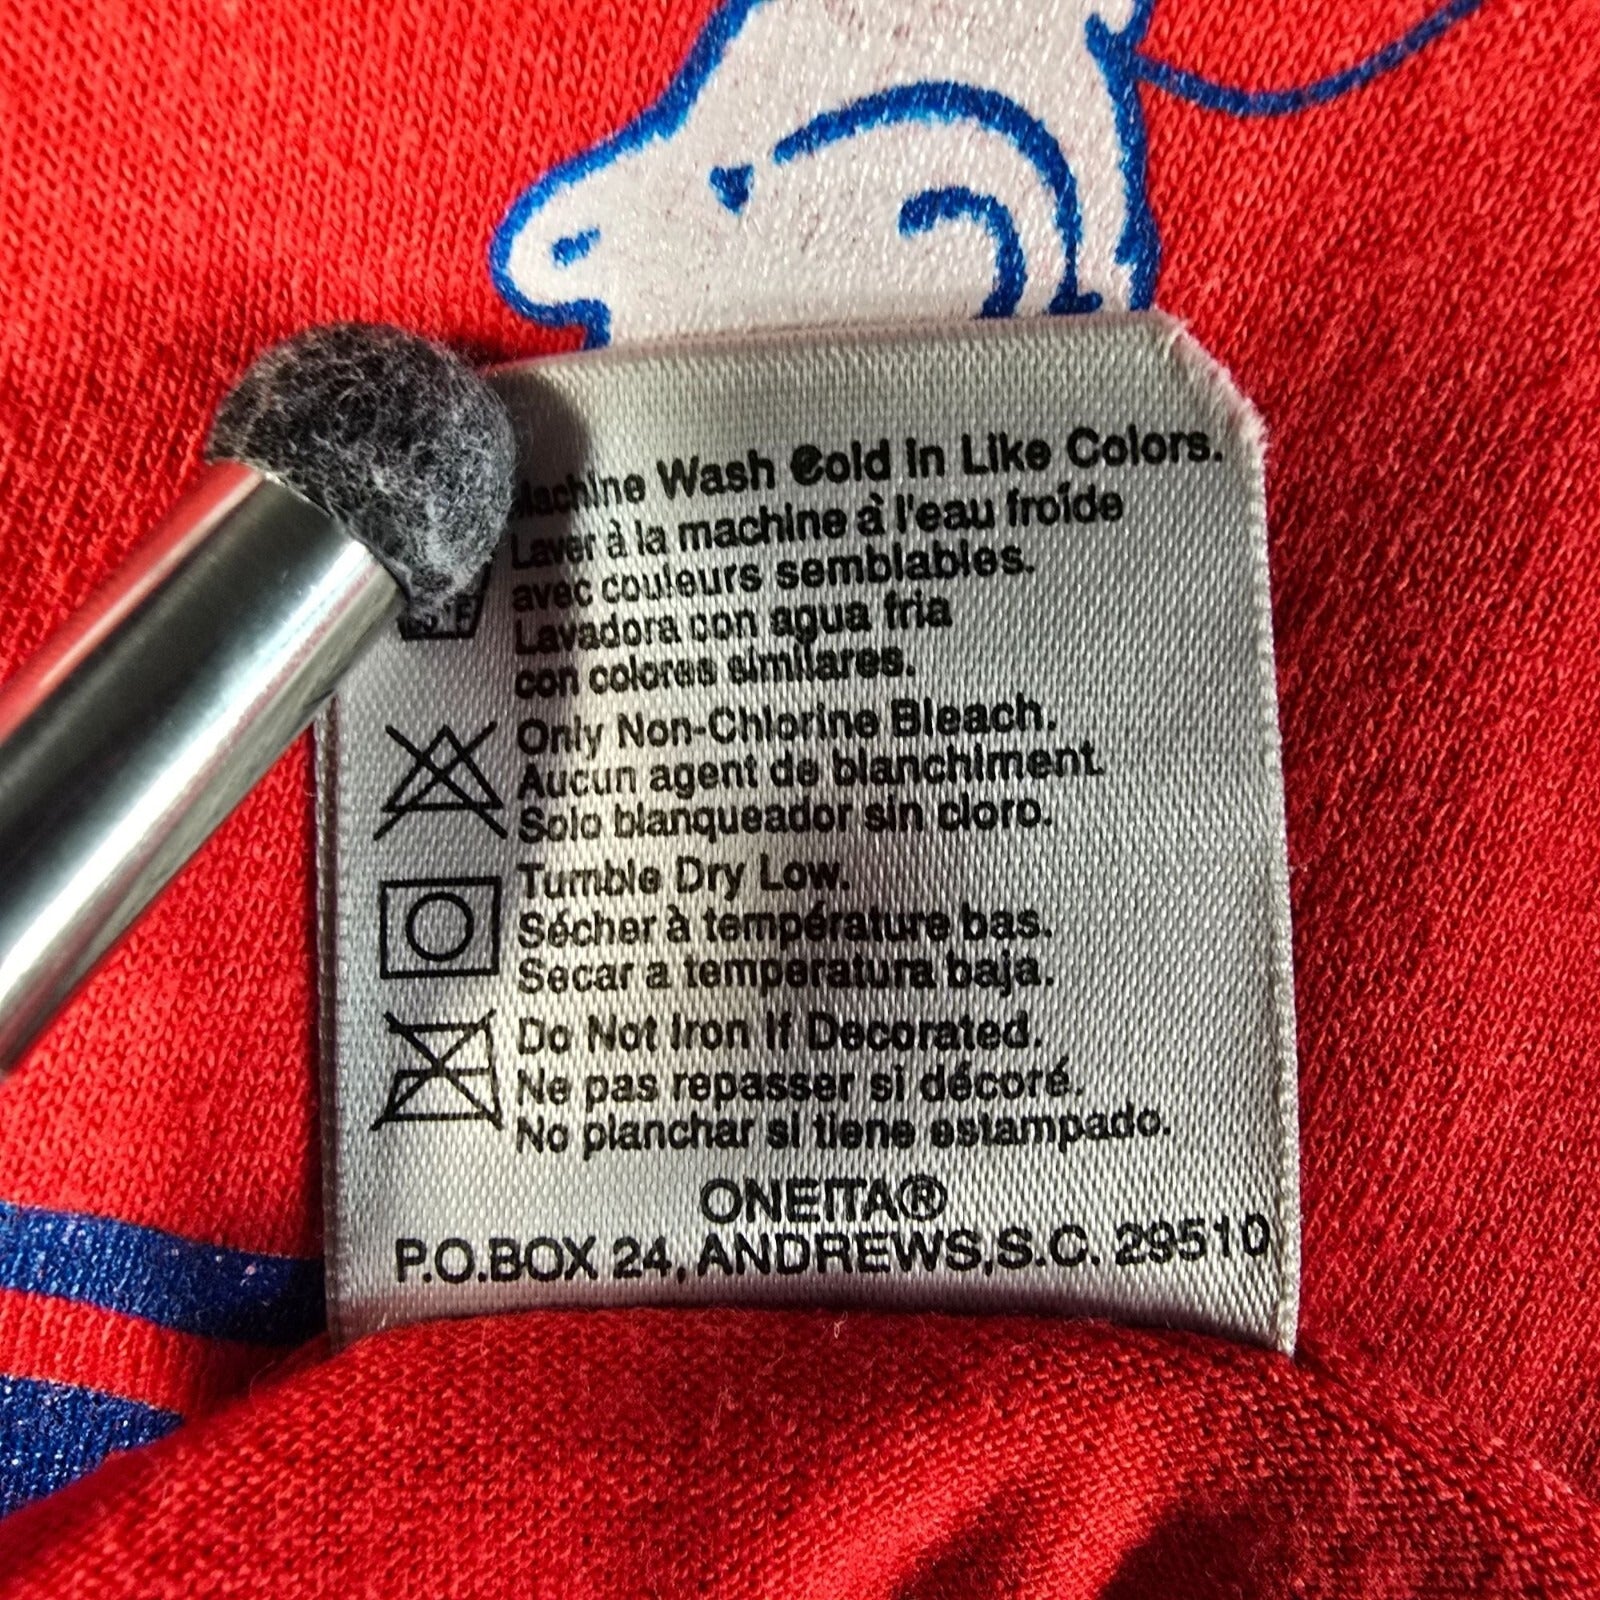 Machine Wash Cold in Like Colors.
Laver à la machine à l'eau froide
avec couleurs semblables.
Lavadora con agua fria
con colores similares.
Only Non-Chlorine Bleach.
Aucun agent de blanchiment
Solo blanqueador sin cloro.
Tumble Dry Low.
Sécher à température bas.
Secar a temperatura baja.
Do Not Iron If Decorated.
Ne pas repasser si décoré.
No planchar si tiene estampado.
ONEITA®
P.O.BOX 24, ANDREWS,S.C. 29510